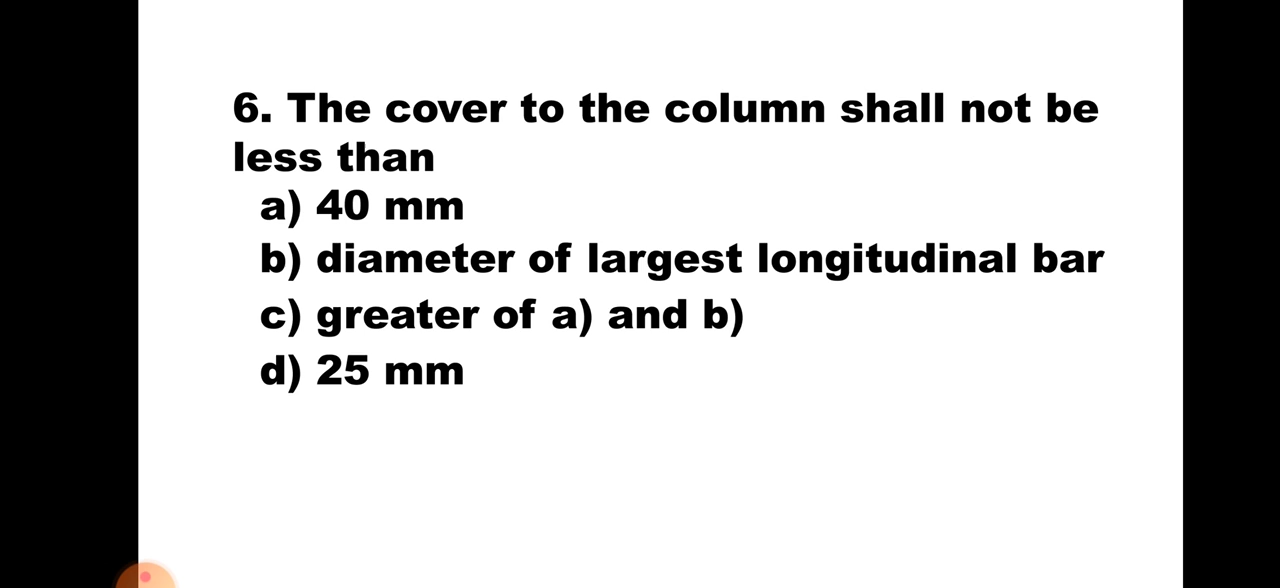 6. The cover to the column shall not be
less than
a) 40 mm
b) diameter of largest longitudinal bar
c) greater of a) and b)
d) 25 mm